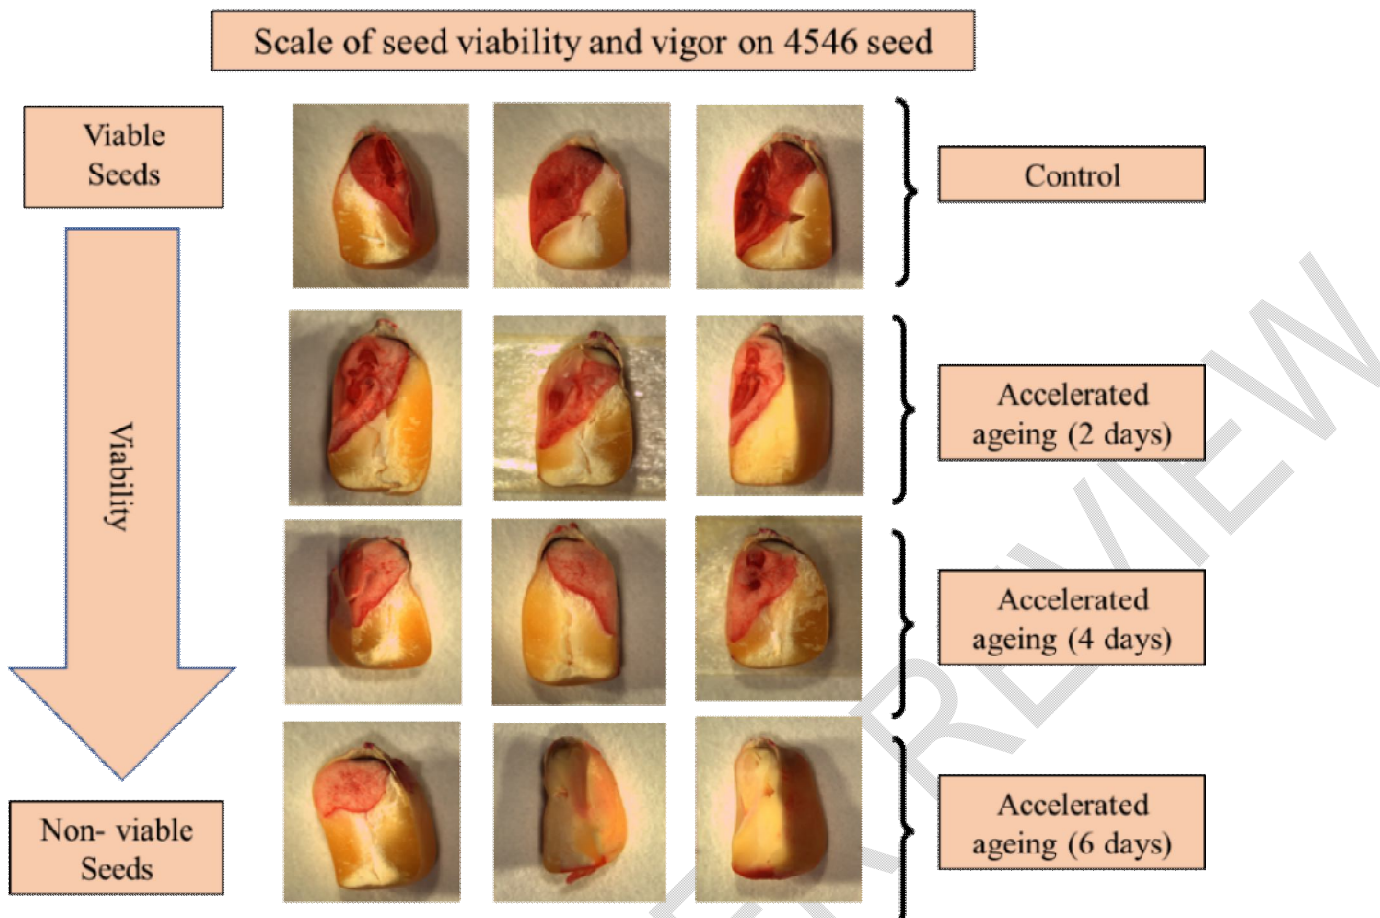 Scale of seed viability and vigor on 4546 seed
Viable
Seeds
Control
Viability
Accelerated
ageing (2 days)
Accelerated
ageing (4 days)
Non- viable
Seeds
Accelerated
ageing (6 days)
ER REVIEW